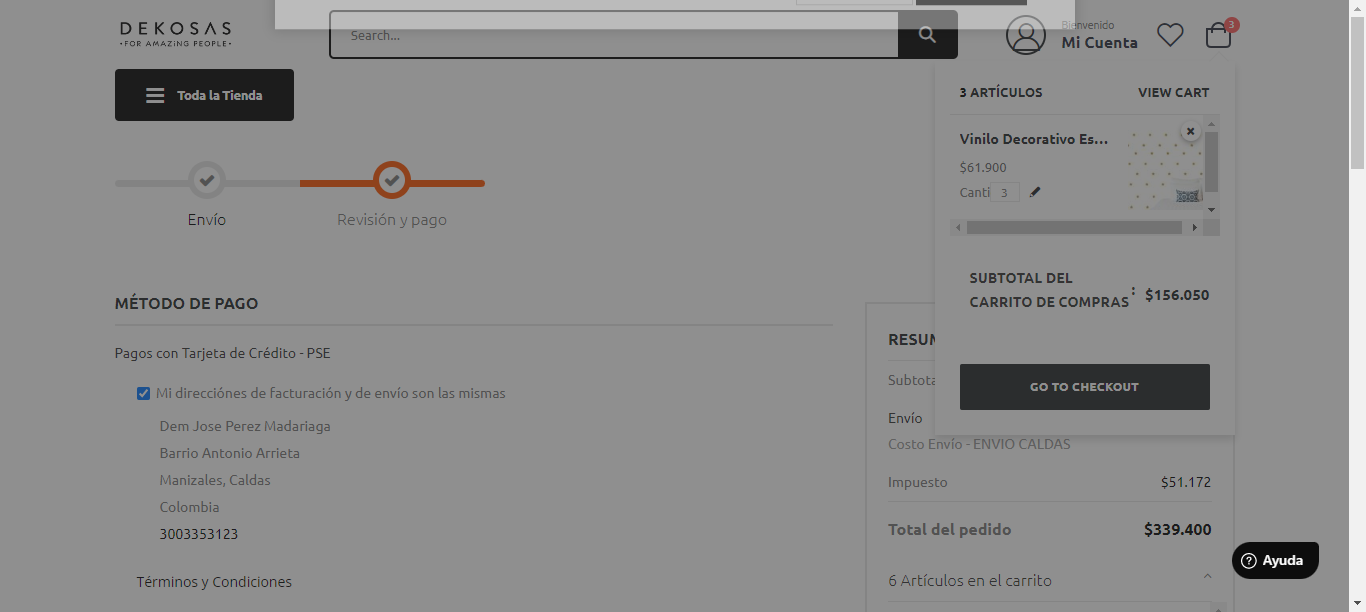 DEKOSAS
•FOR AMAZING PEOPLE•
Search...
Bienvenido
Mi Cuenta
3
Toda la Tienda
3 ARTÍCULOS
VIEW CART
Vinilo Decorativo Es...
$61.900
Canti 3
Envío
Revisión y pago
SUBTOTAL DEL
CARRITO DE COMPRAS : $156.050
MÉTODO DE PAGO
Pagos con Tarjeta de Crédito - PSE
Mi direcciónes de facturación y de envío son las mismas
Dem Jose Perez Madariaga
Barrio Antonio Arrieta
Manizales, Caldas
Colombia
3003353123
Términos y Condiciones
GO TO CHECKOUT
Envío
Costo Envío - ENVIO CALDAS
Impuesto $51.172
Total del pedido $339.400
6 Artículos en el carrito
Ayuda